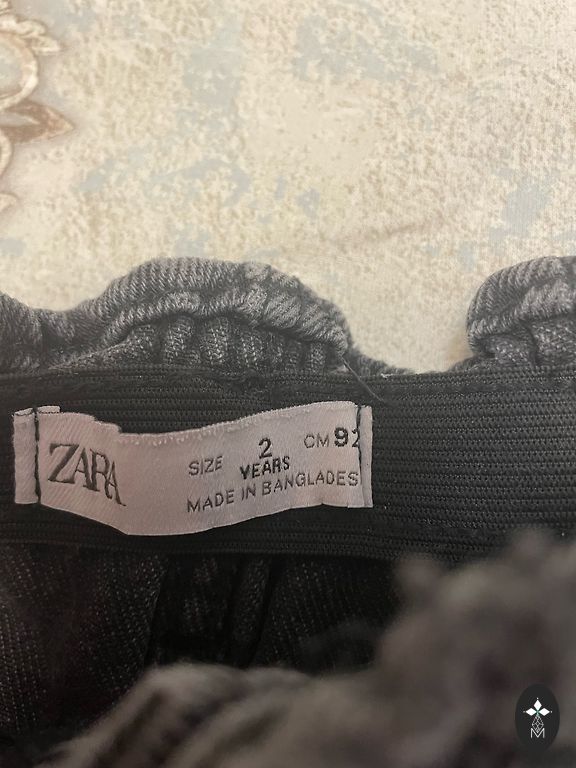 ZARA
SIZE 2 CM 92
YEARS
MADE IN BANGLADES